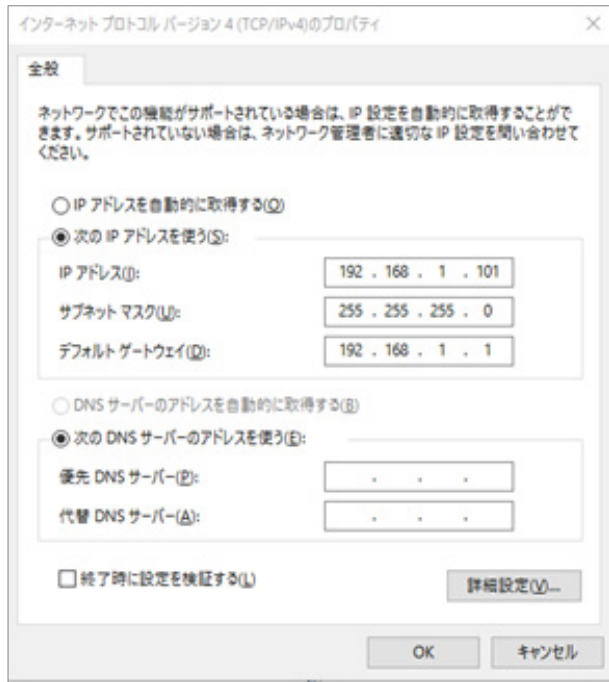 インターネット プロトコル バージョン 4 (TCP/IPv4)のプロパティ
全般
ネットワークでこの機能がサポートされている場合は、IP 設定を自動的に取得することがで
きます。サポートされていない場合は、ネットワーク管理者に適切な IP 設定を問い合わせて
ください。
IP アドレスを自動的に取得する(O)
次の IP アドレスを使う(S):
IP アドレス(I): 192 . 168 . 1 . 101
サブネット マスク(U): 255 . 255 . 255 . 0
デフォルト ゲートウェイ(D): 192 . 168 . 1 . 1
DNS サーバーのアドレスを自動的に取得する(B)
次の DNS サーバーのアドレスを使う(E):
優先 DNS サーバー(P): . . .
代替 DNS サーバー(A): . . .
終了時に設定を検証する(L) 詳細設定(V)...
OK キャンセル